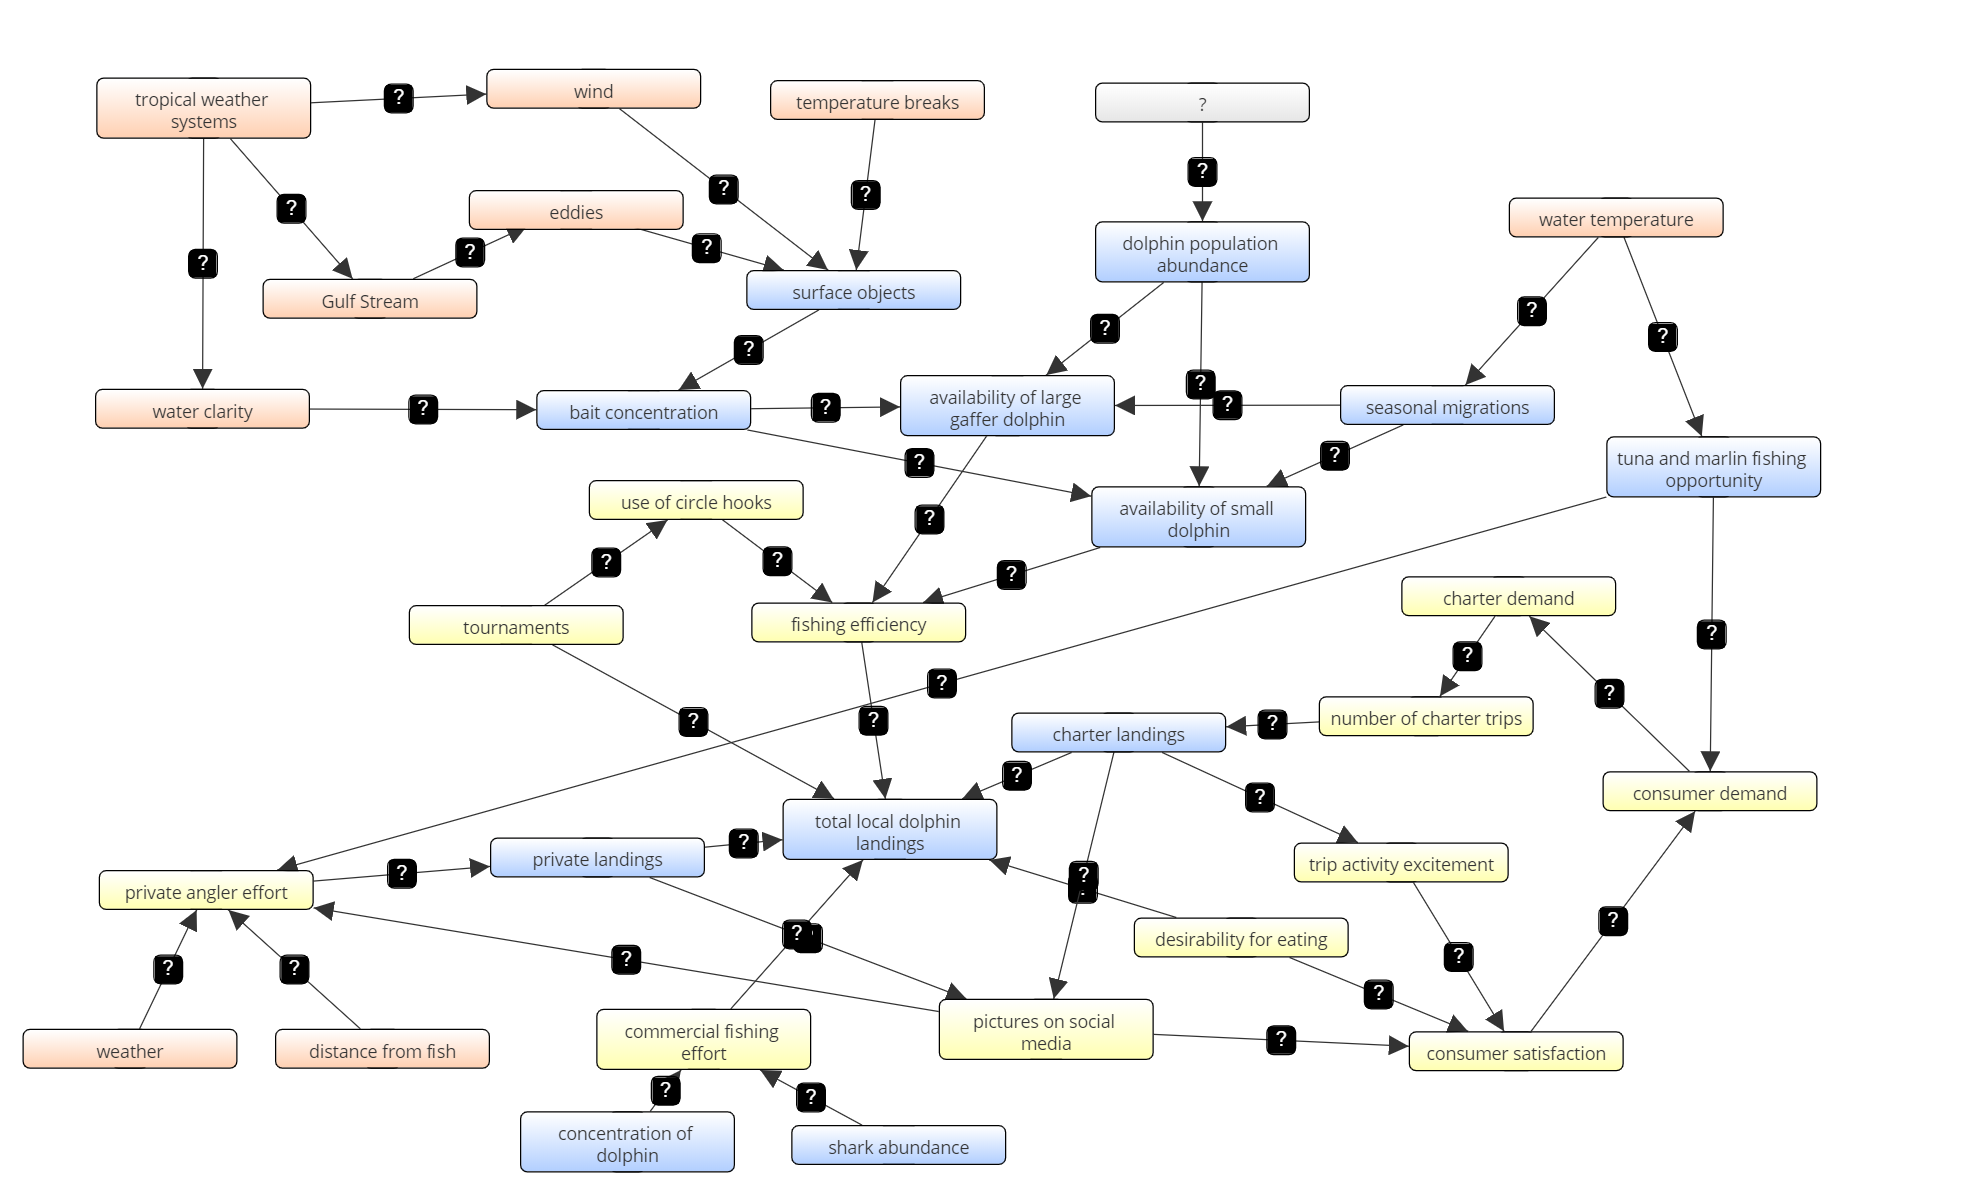 tropical weather
systems
?
wind
temperature breaks
?
?
?
?
?
eddies
?
water temperature
?
?
dolphin population
abundance
?
Gulf Stream
surface objects
?
?
?
?
water clarity
?
bait concentration
?
availability of large
gaffer dolphin
?
?
seasonal migrations
?
?
tuna and marlin fishing
opportunity
use of circle hooks
?
availability of small
dolphin
?
?
?
charter demand
tournaments
fishing efficiency
?
?
?
?
?
?
number of charter trips
?
charter landings
?
?
consumer demand
total local dolphin
landings
?
private landings
trip activity excitement
?
private angler effort
?
?
?
desirability for eating
?
?
?
?
?
?
pictures on social
media
?
consumer satisfaction
commercial fishing
effort
weather
distance from fish
?
?
concentration of
dolphin
shark abundance